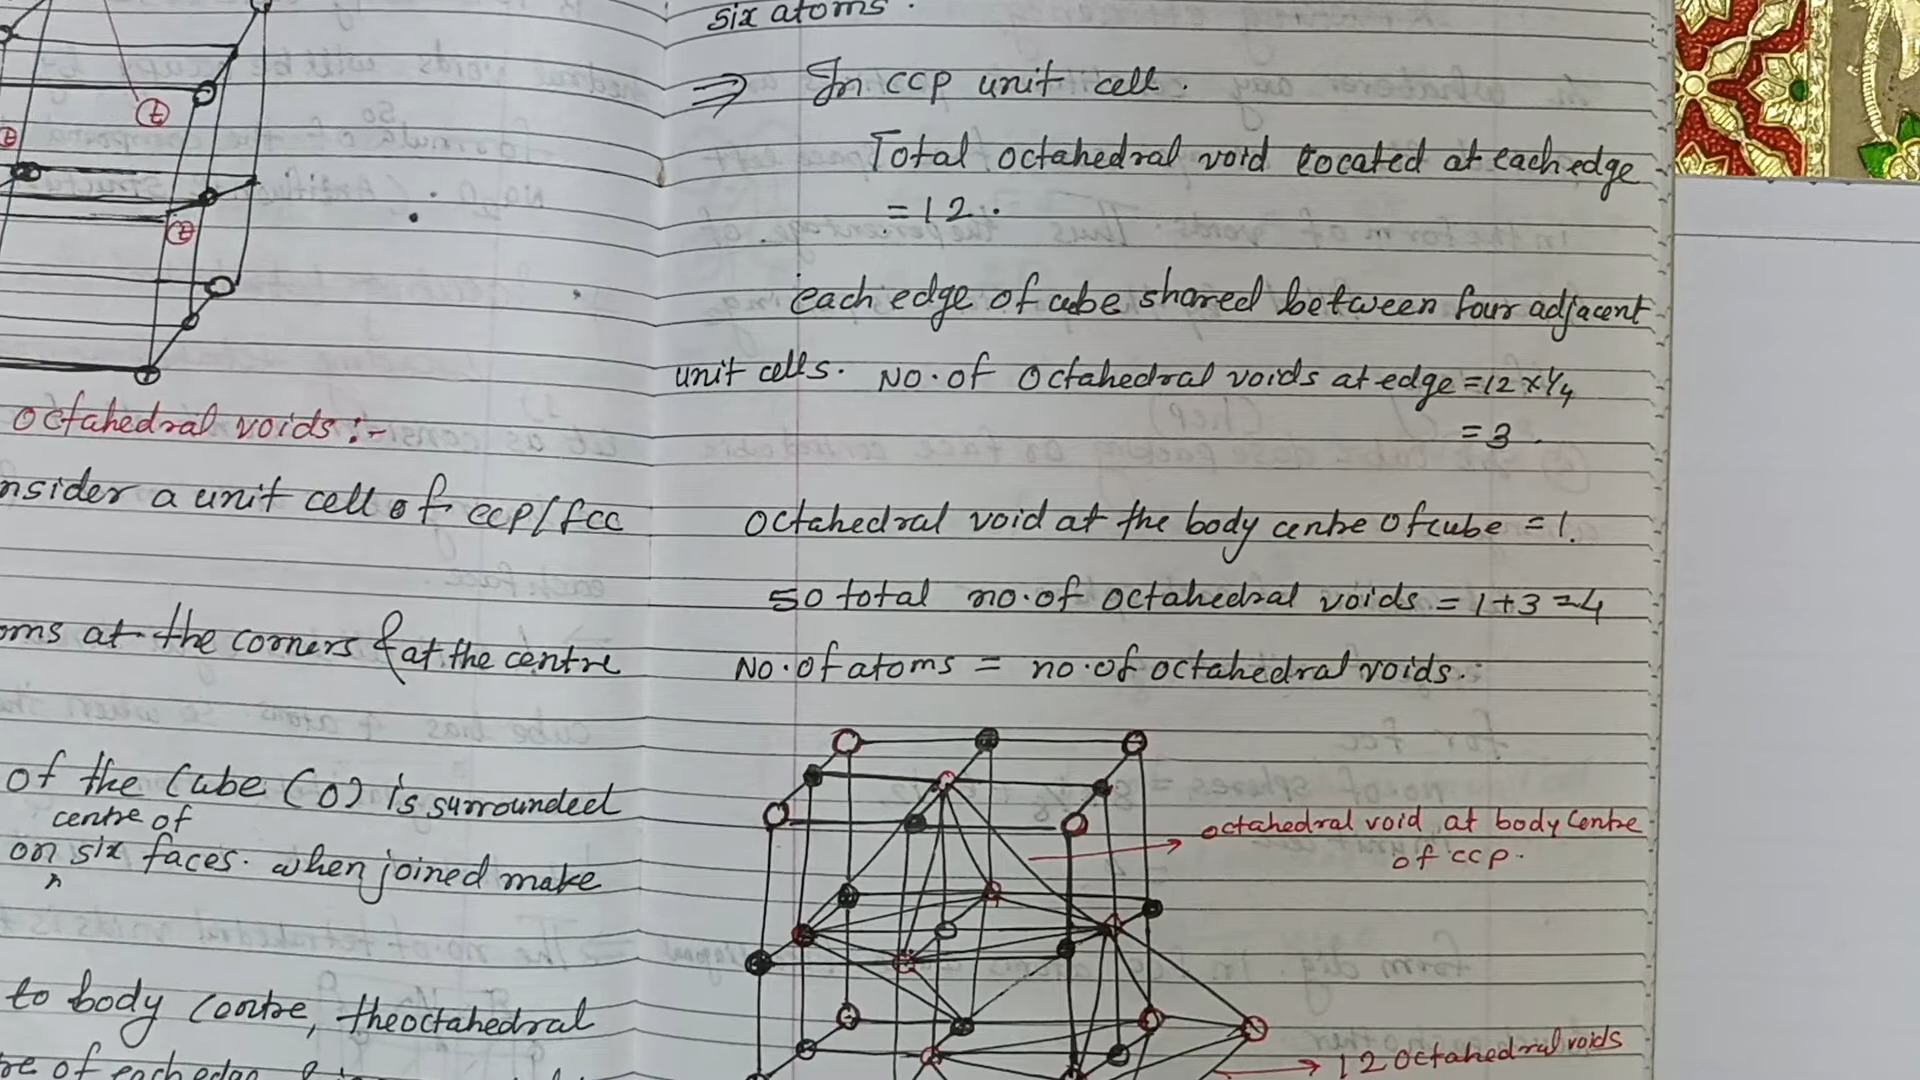 octahedral voids :-
nsider a unit cell of ccp/fcc
oms at the corners & at the centre
of the Cube (O) is surrounded
centre of
on six faces. when joined make
to body centre, the octahedral
re of each edge
six atoms.
⇒ In CCP unit cell.
Total octahedral void located at each edge
= 12.
each edge of cube shared between four adjacent
unit cells. No. of Octahedral voids at edge = 12 x 1/4
= 3.
Octahedral void at the body centre of cube = 1.
So total no. of octahedral voids = 1+3=4
No. of atoms = no. of octahedral voids.
octahedral void at body centre
of ccp.
12 Octahedral voids